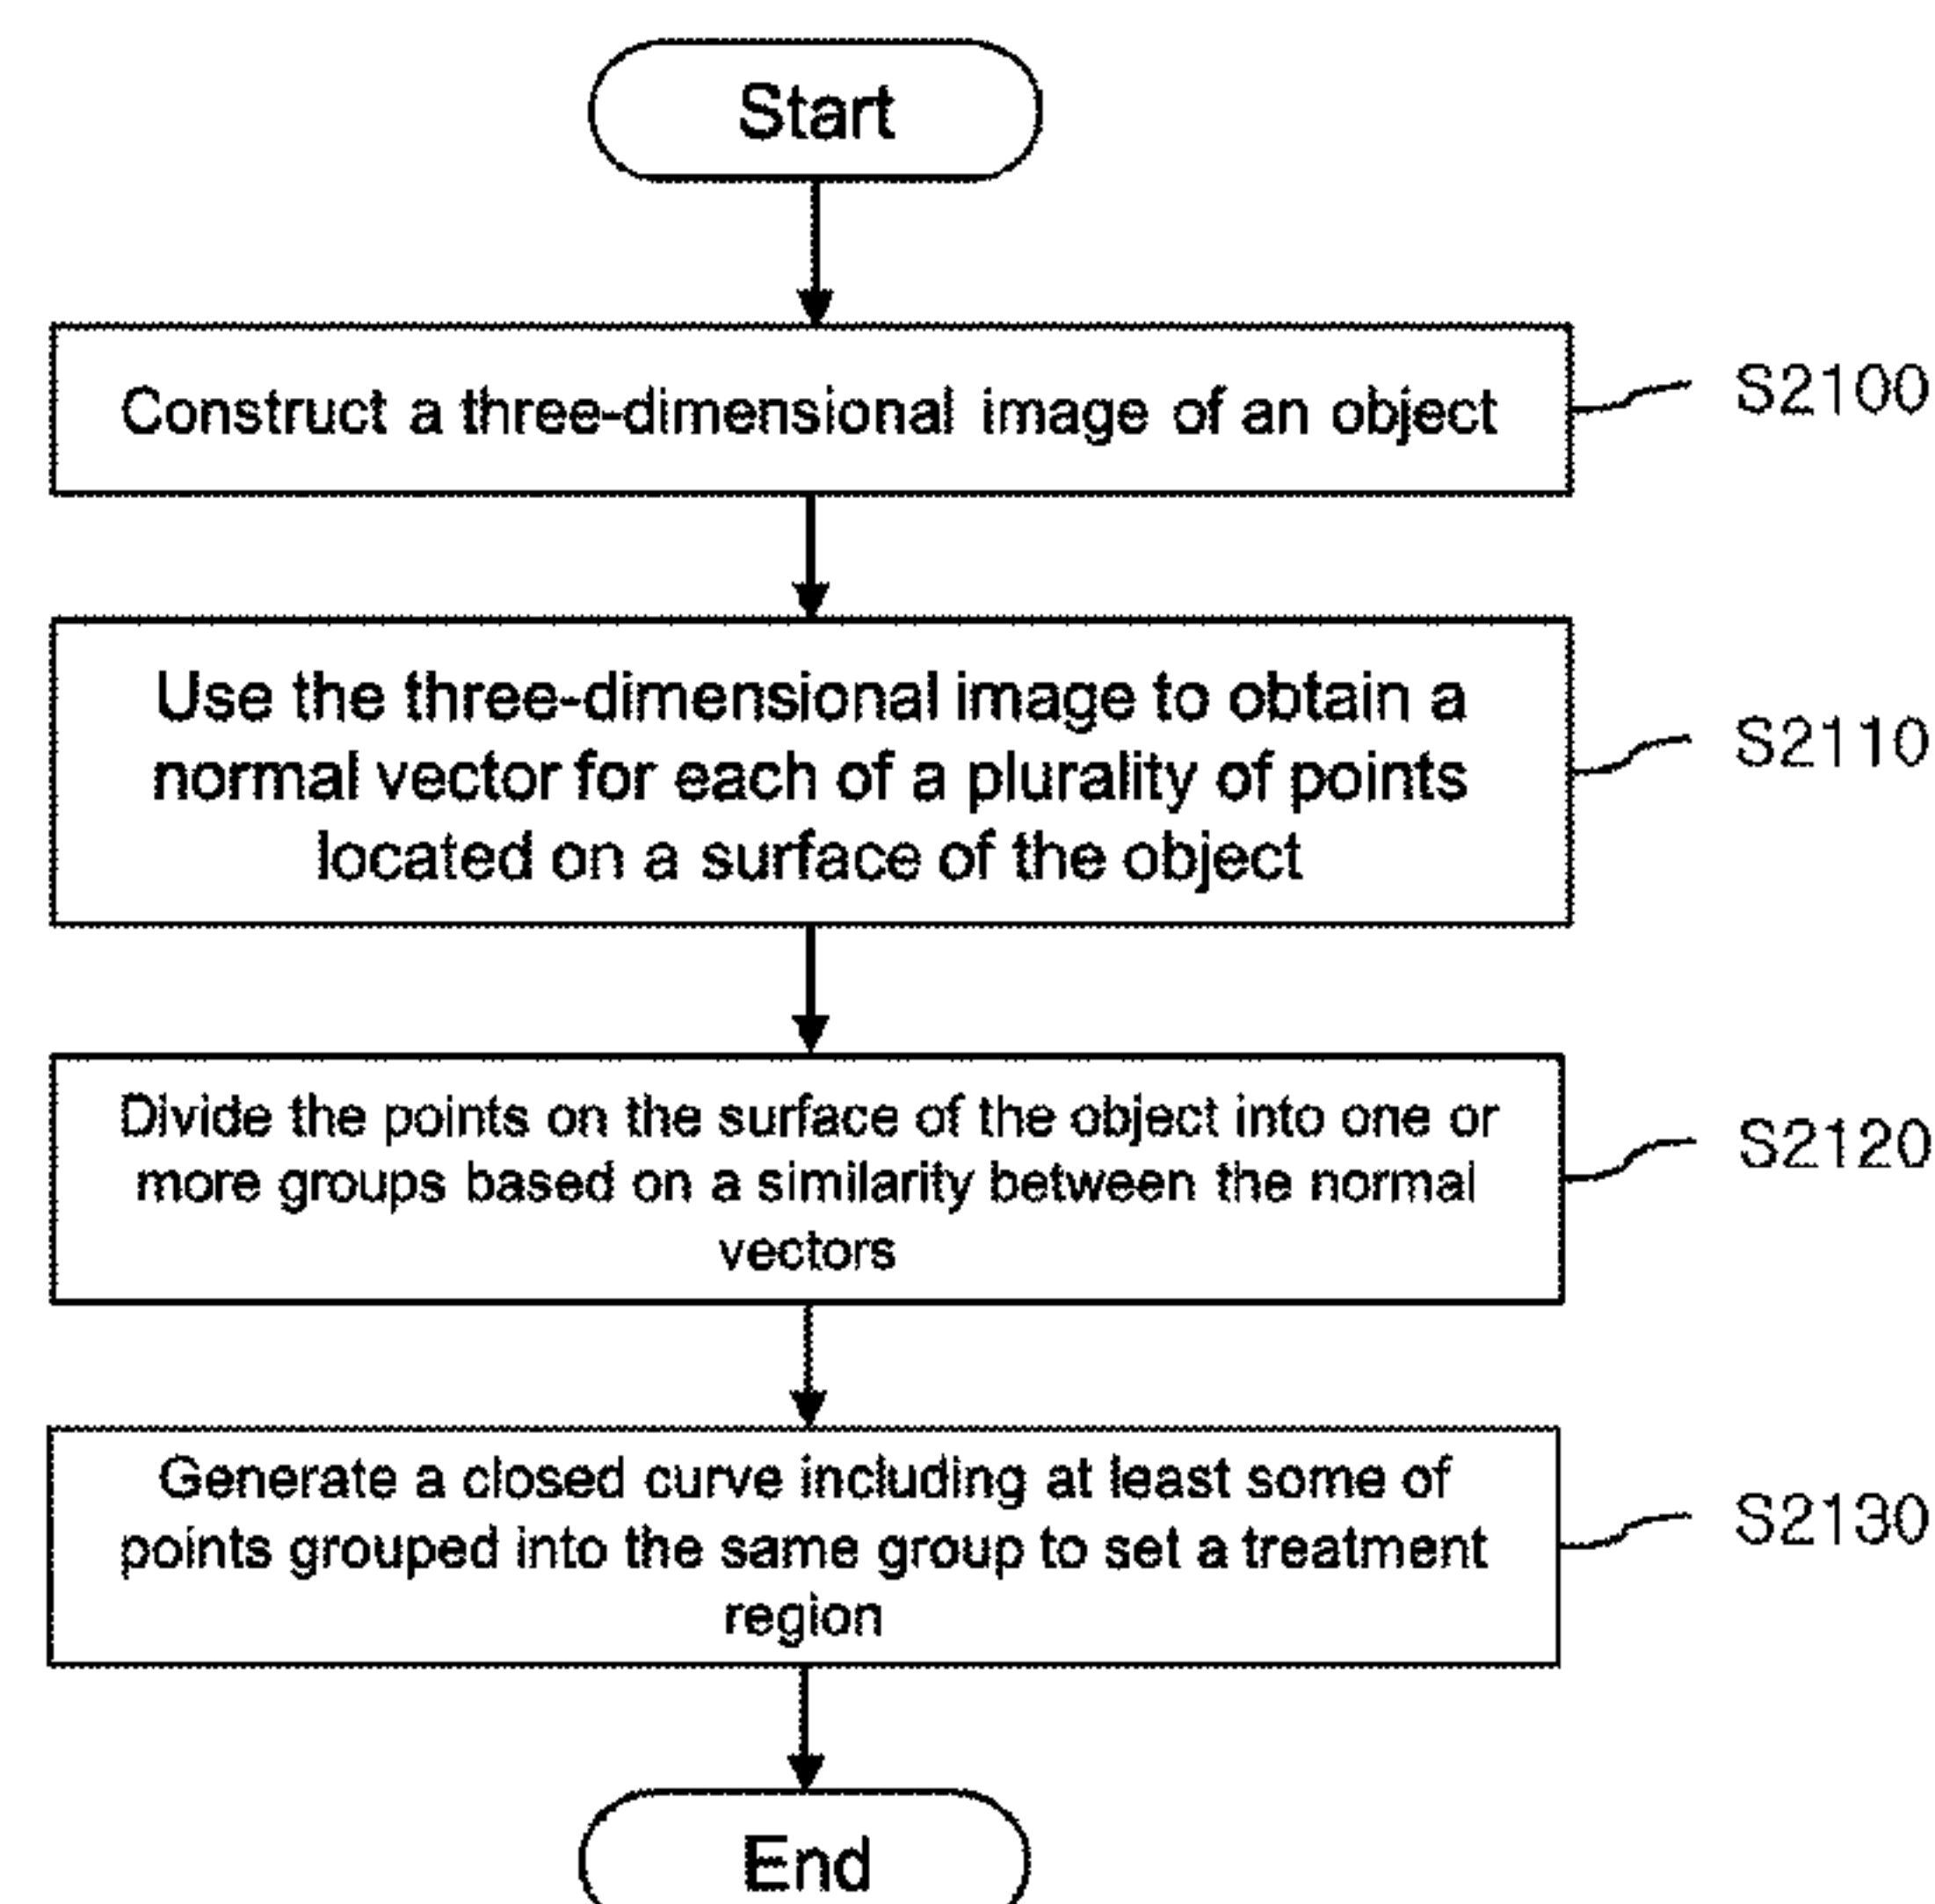 Start
Construct a three-dimensional image of an object
S2100
Use the three-dimensional image to obtain a
normal vector for each of a plurality of points
located on a surface of the object
S2110
Divide the points on the surface of the object into one or
more groups based on a similarity between the normal
vectors
S2120
Generate a closed curve including at least some of
points grouped into the same group to set a treatment
region
S2130
End